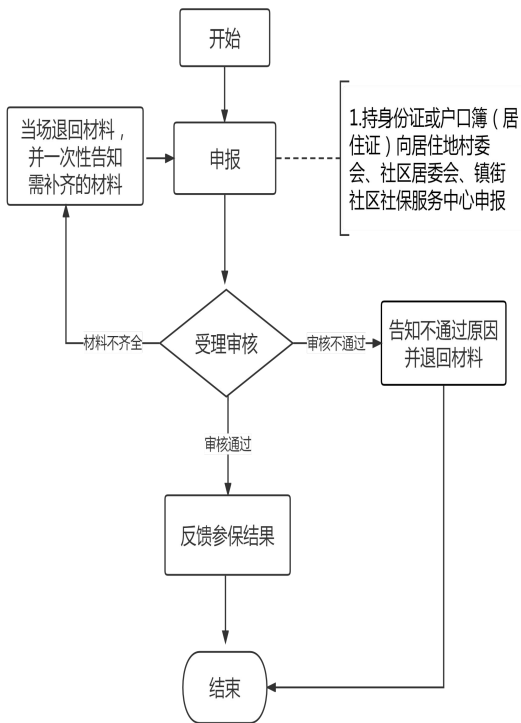 开始
当场退回材料，
并一次性告知
需补齐的材料
申报
1.持身份证或户口簿（居
住证）向居住地村委
会、社区居委会、镇街
社区社保服务中心申报
材料不齐全
受理审核
审核不通过
告知不通过原因
并退回材料
审核通过
反馈参保结果
结束